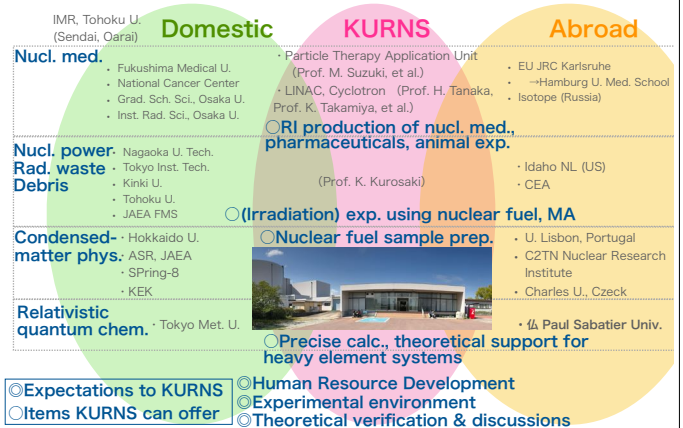 IMR, Tohoku U.
(Sendai, Oarai)
Domestic
KURNS
Abroad
Nucl. med.
・Fukushima Medical U.
・National Cancer Center
・Grad. Sch. Sci., Osaka U.
・Inst. Rad. Sci., Osaka U.
・Particle Therapy Application Unit
(Prof. M. Suzuki, et al.)
・LINAC, Cyclotron (Prof. H. Tanaka,
Prof. K. Takamiya, et al.)
・EU JRC Karlsruhe
・→Hamburg U. Med. School
・Isotope (Russia)
○RI production of nucl. med.,
pharmaceuticals, animal exp.
Nucl. power
Rad. waste
Debris
・Nagaoka U. Tech.
・Tokyo Inst. Tech.
・Kinki U.
・Tohoku U.
・JAEA FMS
(Prof. K. Kurosaki)
・Idaho NL (US)
・CEA
○(Irradiation) exp. using nuclear fuel, MA
Condensed-
matter phys.
・Hokkaido U.
・ASR, JAEA
・SPring-8
・KEK
○Nuclear fuel sample prep.
・U. Lisbon, Portugal
・C2TN Nuclear Research
Institute
・Charles U., Czeck
Relativistic
quantum chem.
・Tokyo Met. U.
・仏 Paul Sabatier Univ.
○Precise calc., theoretical support for
heavy element systems
◎Expectations to KURNS
○Items KURNS can offer
◎Human Resource Development
◎Experimental environment
◎Theoretical verification & discussions